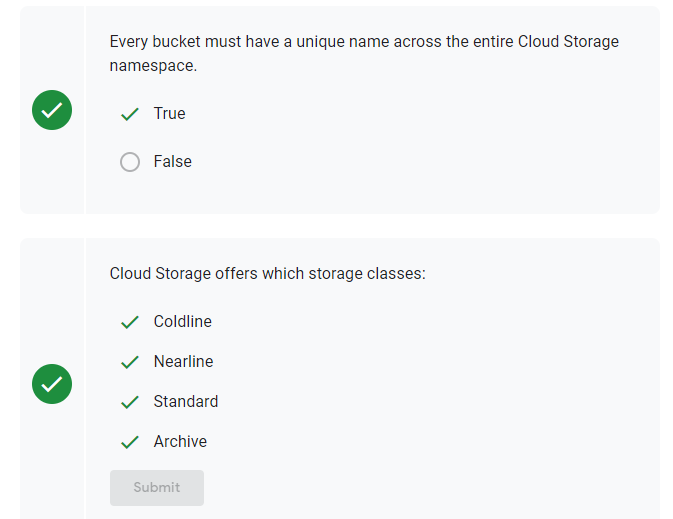 Every bucket must have a unique name across the entire Cloud Storage
namespace.
True
False
Cloud Storage offers which storage classes:
Coldline
Nearline
Standard
Archive
Submit